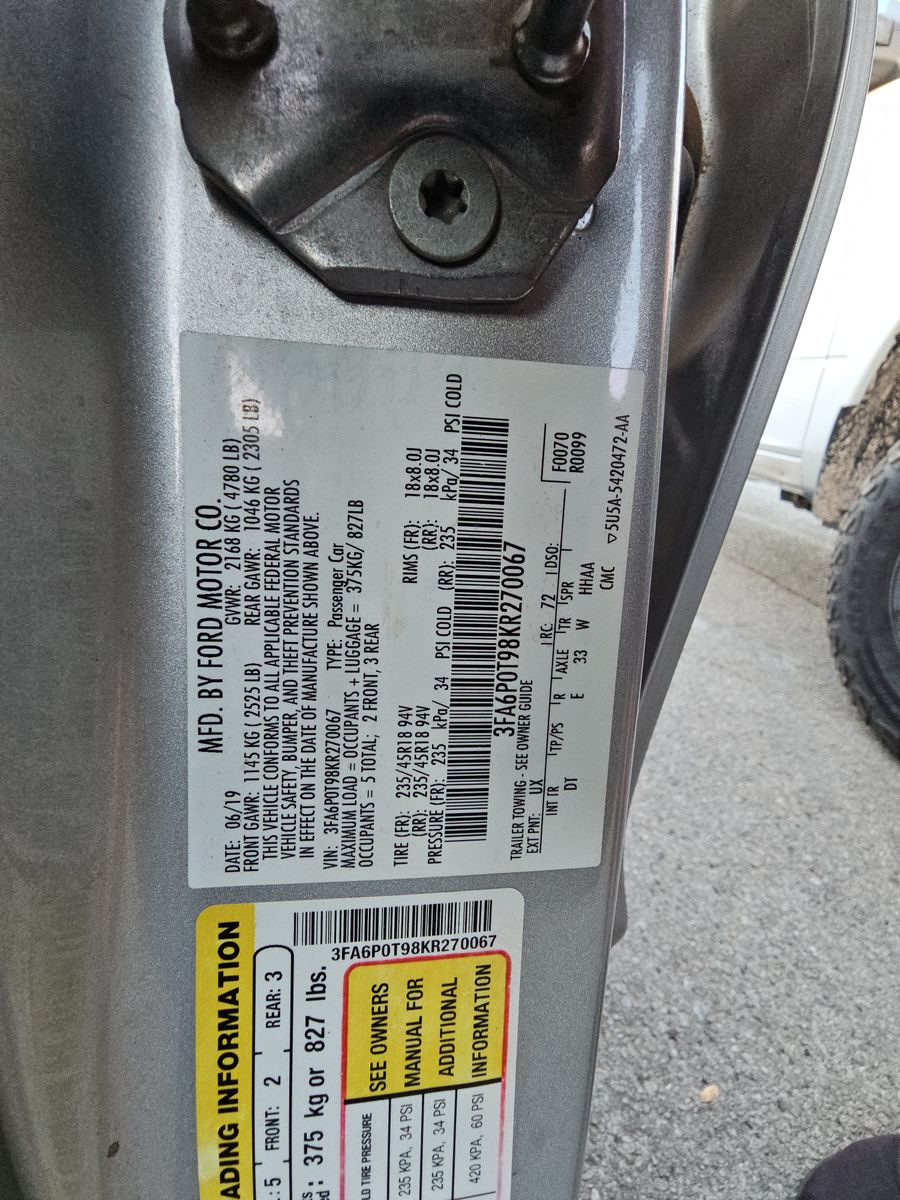 MFD. BY FORD MOTOR CO.
DATE: 06/19 GVWR: 2168 KG ( 4780 LB)
FRONT GAWR: 1145 KG ( 2525 LB) REAR GAWR: 1046 KG ( 2305 LB)
THIS VEHICLE CONFORMS TO ALL APPLICABLE FEDERAL MOTOR
VEHICLE SAFETY, BUMPER, AND THEFT PREVENTION STANDARDS
IN EFFECT ON THE DATE OF MANUFACTURE SHOWN ABOVE.
VIN: 3FA6P0T98KR270067 TYPE: Passenger Car
MAXIMUM LOAD = OCCUPANTS + LUGGAGE = 375KG/ 827LB
OCCUPANTS = 5 TOTAL; 2 FRONT, 3 REAR
TIRE (FR): 235/45R18 94V RIMS (FR): 18x8.0J
(RR): 235/45R18 94V (RR): 18x8.0J
PRESSURE (FR): 235 kPa/ 34 PSI COLD (RR): 235 kPa/ 34 PSI COLD
3FA6P0T98KR270067
TRAILER TOWING - SEE OWNER GUIDE
F0070
R0099
EXT PNT: UX RC: 72 DSO:
INT TR TP/PS R AXLE TR SPR
DT E 33 W HHAA
CMC ▽5U5A-5420472-AA
ADING INFORMATION
: 5 FRONT: 2 REAR: 3
3FA6P0T98KR270067
: 375 kg or 827 lbs.
LD TIRE PRESSURE
235 KPA, 34 PSI
235 KPA, 34 PSI
420 KPA, 60 PSI
SEE OWNERS
MANUAL FOR
ADDITIONAL
INFORMATION